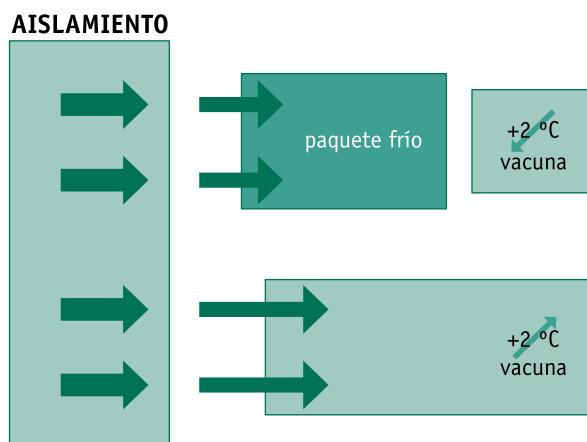 AISLAMIENTO
paquete frío
+2 ºC
vacuna
+2 ºC
vacuna